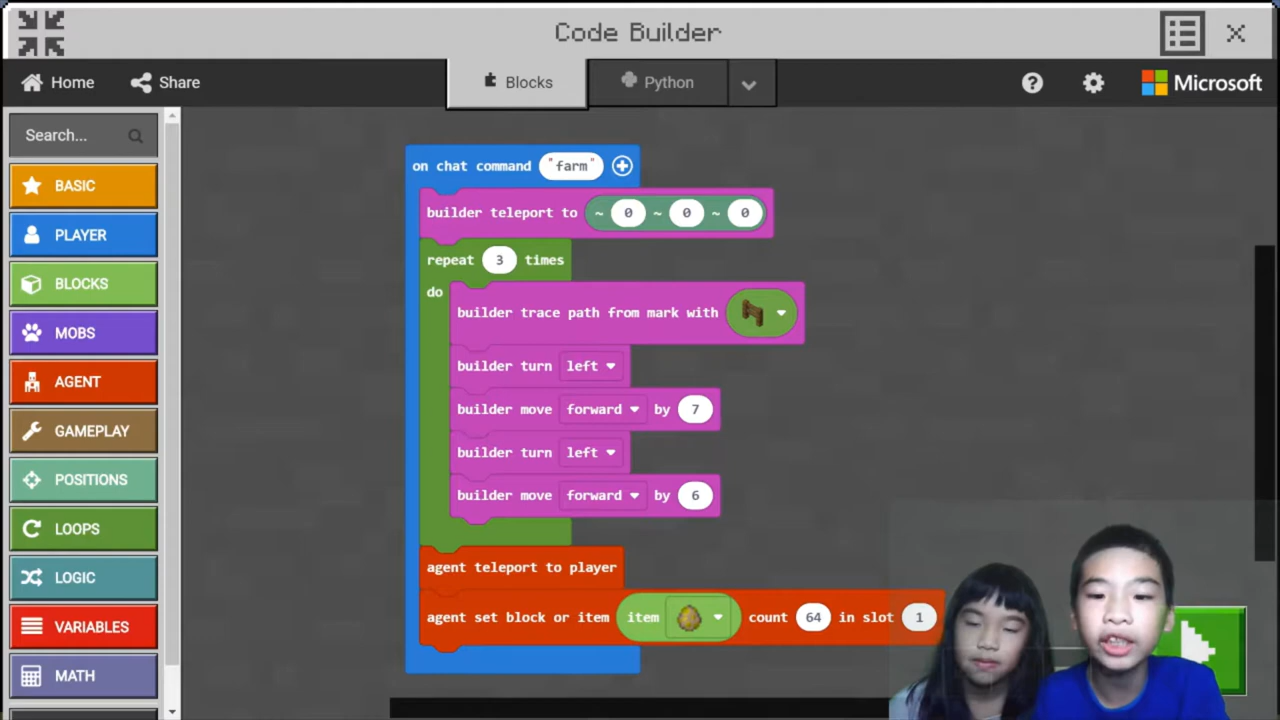 Code Builder
Home
Share
Blocks
Python
Microsoft
Search...
BASIC
PLAYER
BLOCKS
MOBS
AGENT
GAMEPLAY
POSITIONS
LOOPS
LOGIC
VARIABLES
MATH
on chat command "farm"
builder teleport to ~ 0 ~ 0 ~ 0
repeat 3 times
do
builder trace path from mark with
builder turn left
builder move forward by 7
builder turn left
builder move forward by 6
agent teleport to player
agent set block or item item count 64 in slot 1